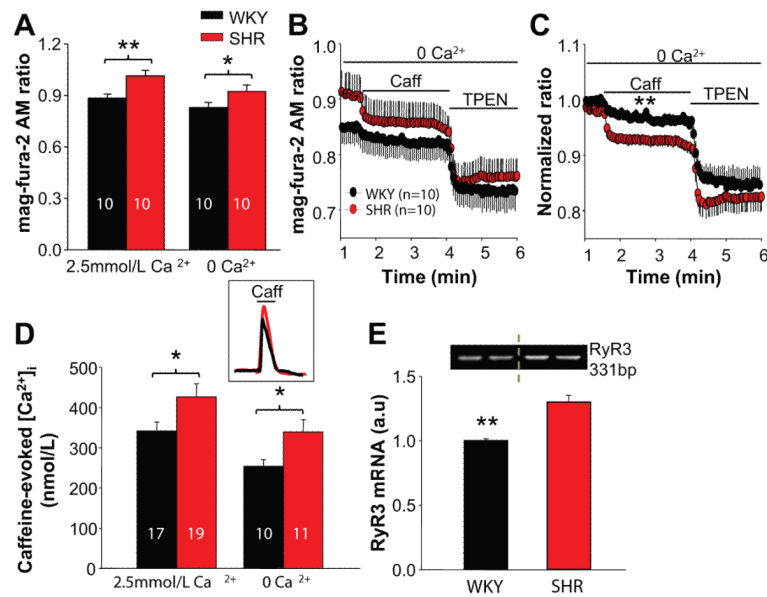 A
WKY
SHR
mag-fura-2 AM ratio
1.2
0.9
0.6
0.3
0.0
**
*
10
10
10
10
2.5mmol/L Ca 2+
0 Ca2+
B
mag-fura-2 AM ratio
1.0
0.9
0.8
0.7
0 Ca2+
Caff
TPEN
WKY (n=10)
SHR (n=10)
1 2 3 4 5 6
Time (min)
C
Normalized ratio
1.1
1.0
0.9
0.8
0 Ca2+
Caff
**
TPEN
1 2 3 4 5 6
Time (min)
D
Caffeine-evoked [Ca2+]i
(nmol/L)
500
400
300
200
100
0
Caff
*
*
17
19
10
11
2.5mmol/L Ca 2+
0 Ca2+
E
RyR3
331bp
RyR3 mRNA (a.u)
1.5
1.0
0.5
0.0
**
WKY
SHR